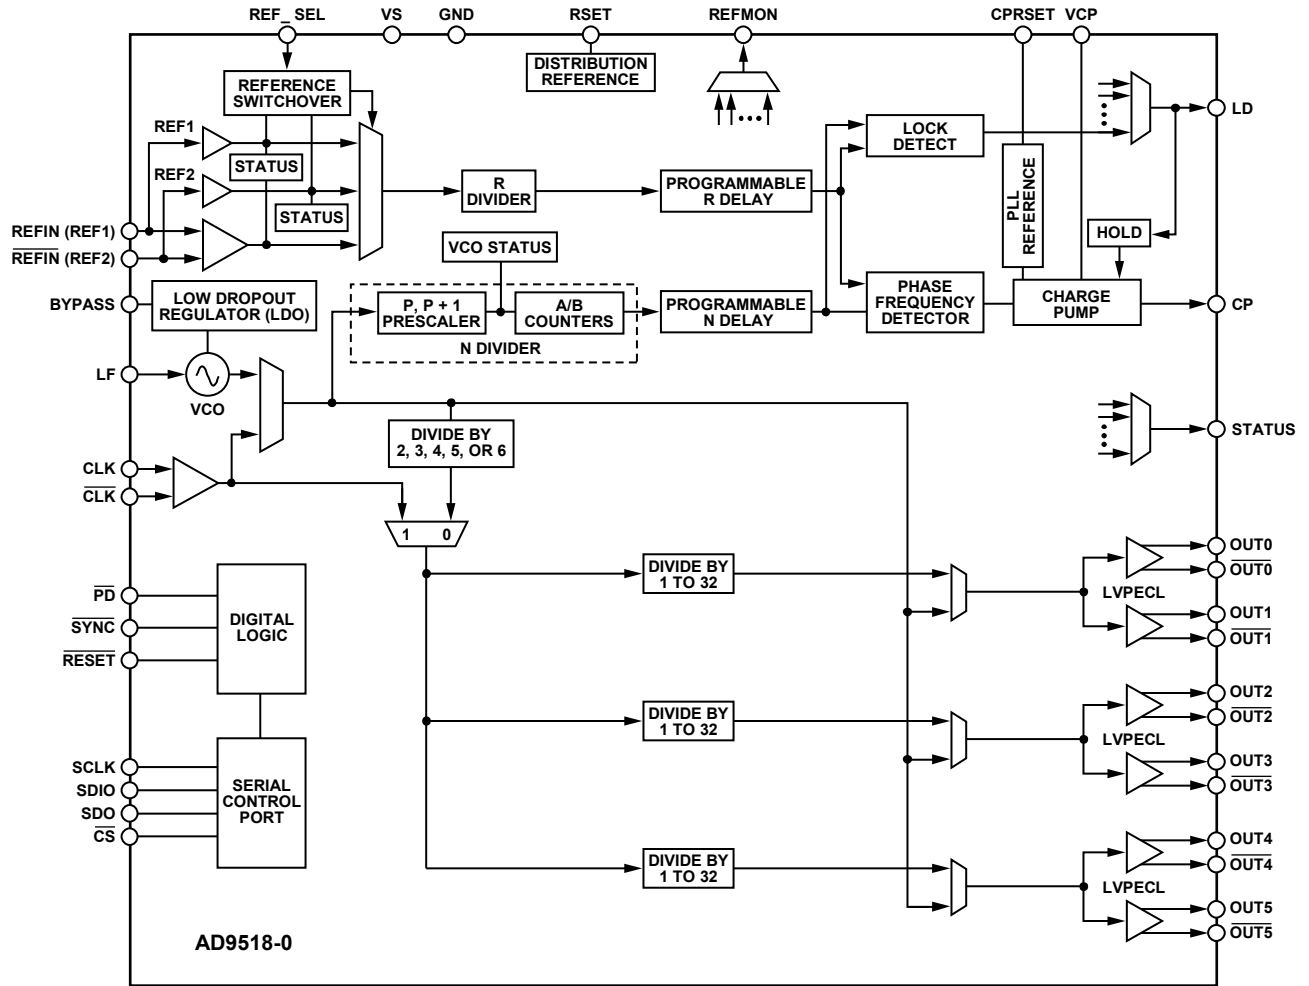 REF_ SEL
VS
GND
RSET
REFMON
CPRSET
VCP
DISTRIBUTION
REFERENCE
REFERENCE
SWITCHOVER
REF1
STATUS
REF2
STATUS
REFIN (REF1)
REFIN (REF2)
BYPASS
LOW DROPOUT
REGULATOR (LDO)
LF
VCO
R
DIVIDER
PROGRAMMABLE
R DELAY
LOCK
DETECT
PLL
REFERENCE
HOLD
LD
VCO STATUS
P, P + 1
PRESCALER
A/B
COUNTERS
N DIVIDER
PROGRAMMABLE
N DELAY
PHASE
FREQUENCY
DETECTOR
CHARGE
PUMP
CP
DIVIDE BY
2, 3, 4, 5, OR 6
STATUS
CLK
CLK
1
0
DIVIDE BY
1 TO 32
LVPECL
OUT0
OUT0
OUT1
OUT1
PD
SYNC
RESET
DIGITAL
LOGIC
DIVIDE BY
1 TO 32
LVPECL
OUT2
OUT2
OUT3
OUT3
SCLK
SDIO
SDO
CS
SERIAL
CONTROL
PORT
DIVIDE BY
1 TO 32
LVPECL
OUT4
OUT4
OUT5
OUT5
AD9518-0